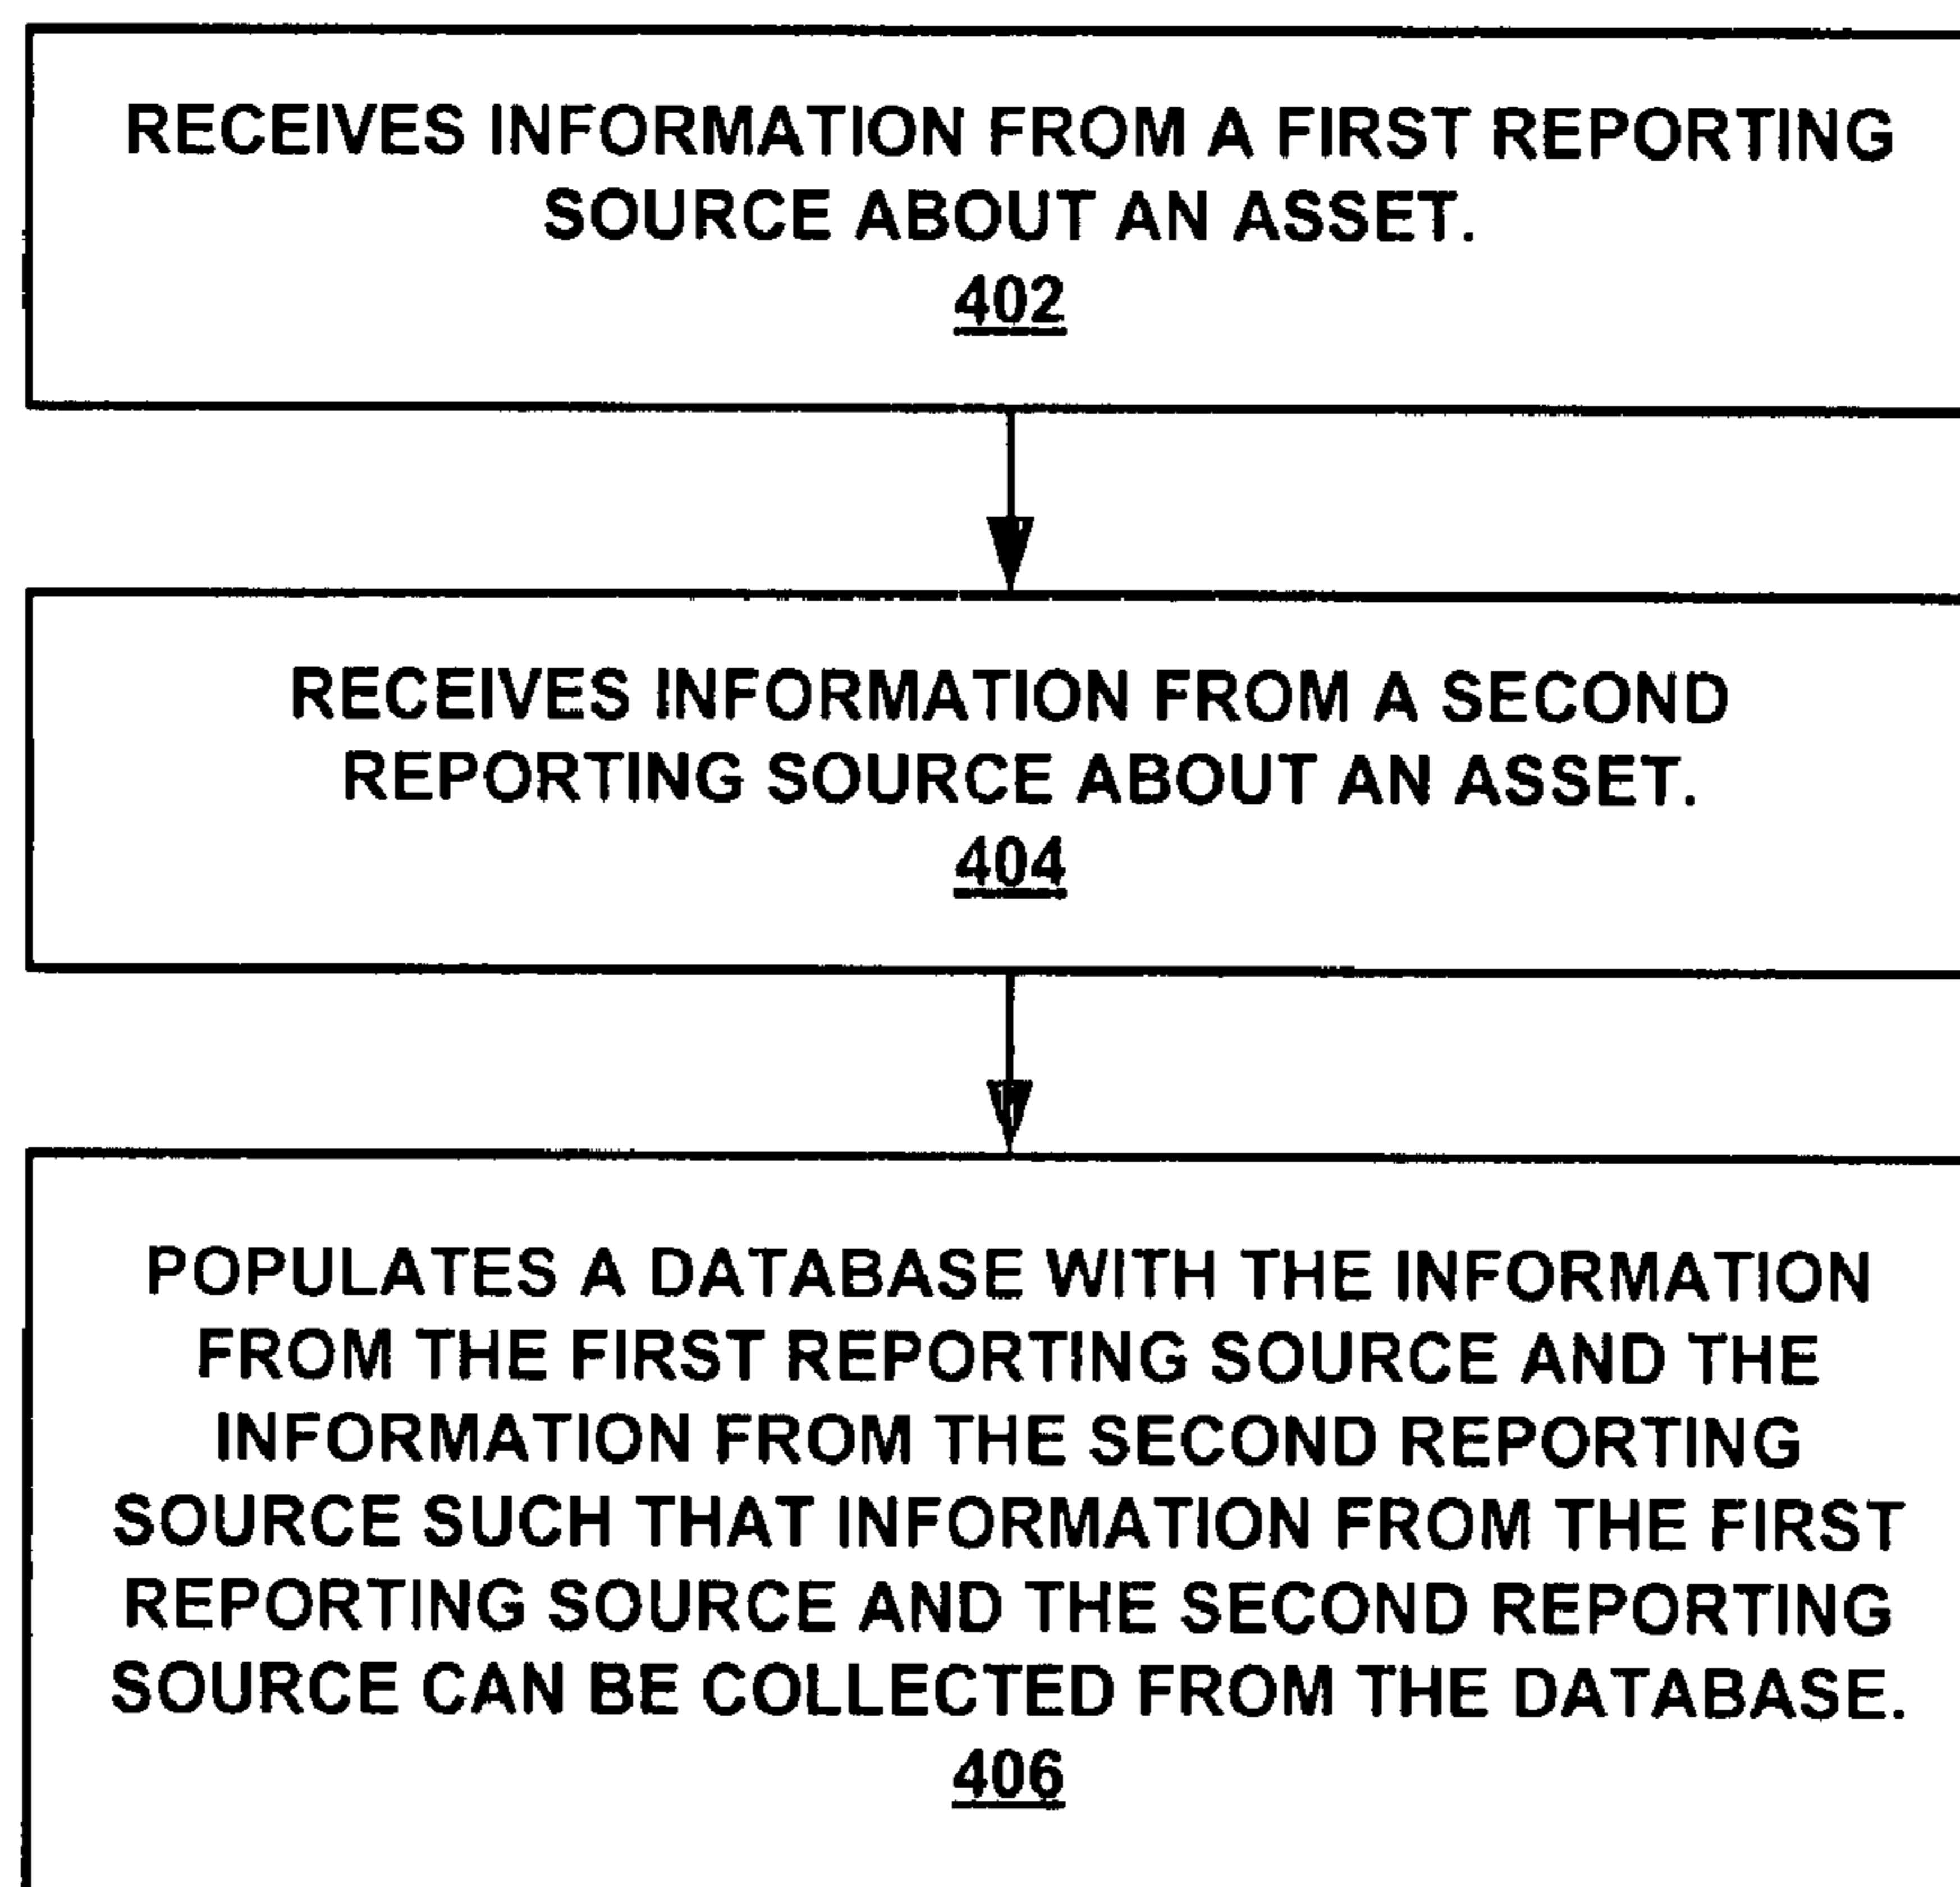 RECEIVES INFORMATION FROM A FIRST REPORTING
SOURCE ABOUT AN ASSET.
402
RECEIVES INFORMATION FROM A SECOND
REPORTING SOURCE ABOUT AN ASSET.
404
POPULATES A DATABASE WITH THE INFORMATION
FROM THE FIRST REPORTING SOURCE AND THE
INFORMATION FROM THE SECOND REPORTING
SOURCE SUCH THAT INFORMATION FROM THE FIRST
REPORTING SOURCE AND THE SECOND REPORTING
SOURCE CAN BE COLLECTED FROM THE DATABASE.
406